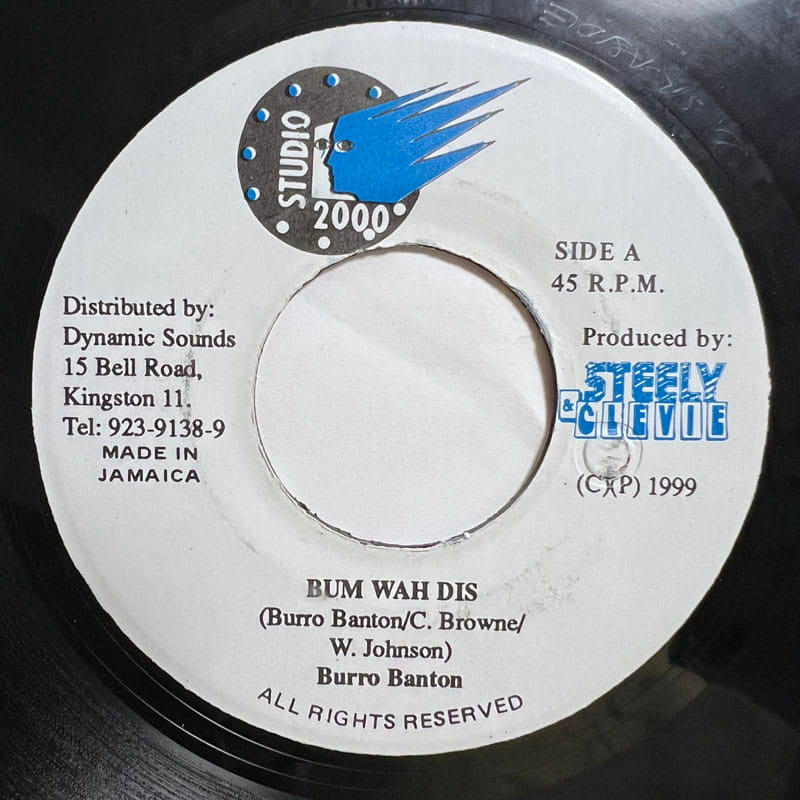 STUDIO
2000
SIDE A
45 R.P.M.
Distributed by:
Dynamic Sounds
15 Bell Road,
Kingston 11.
Tel: 923-9138-9
MADE IN
JAMAICA
Produced by:
STEELY
& CLEVIE
(C)(P) 1999
BUM WAH DIS
(Burro Banton/C. Browne/
W. Johnson)
Burro Banton
ALL RIGHTS RESERVED